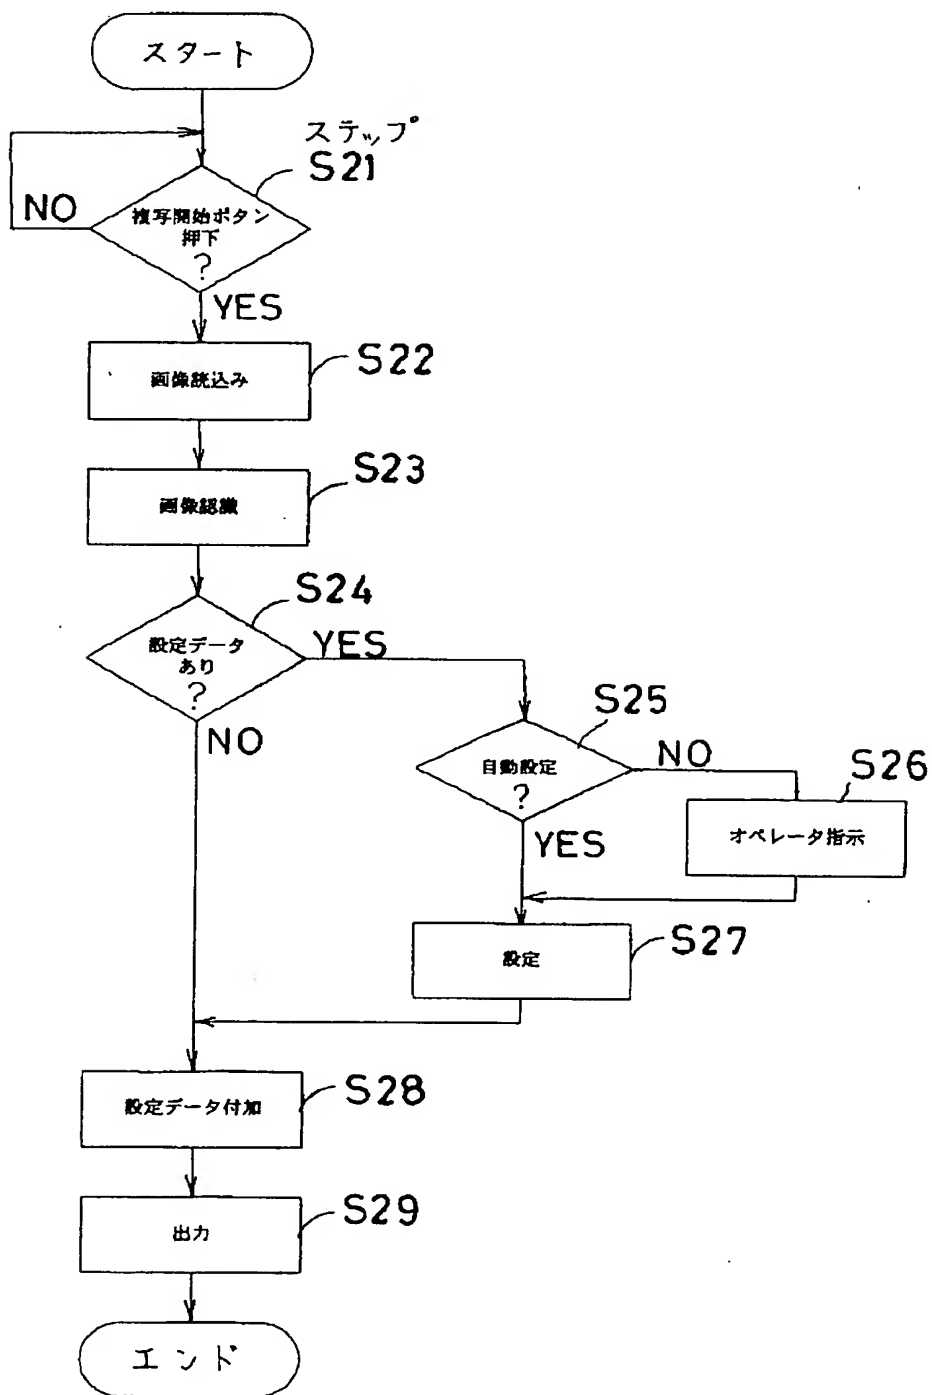 スタート
ステップ
S21
NO
複写開始ボタン
押下
?
YES
画像読込み
S22
画像認識
S23
S24
設定データ
あり
?
YES
NO
S25
自動設定
?
NO
YES
S26
オペレータ指示
設定
S27
設定データ付加
S28
出力
S29
エンド